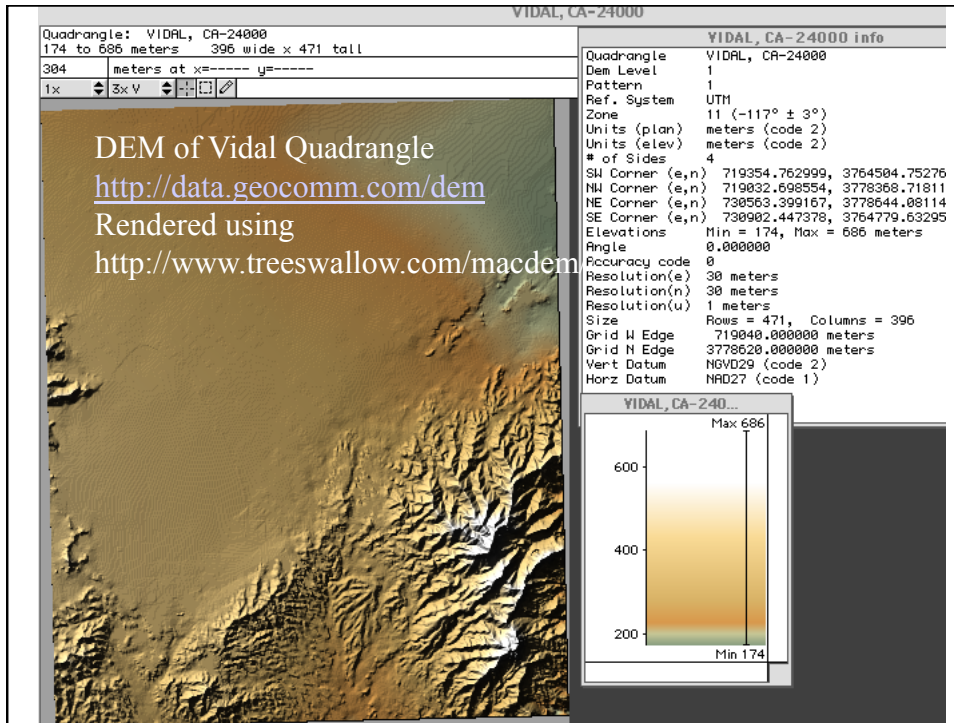 VIDAL, CA-24000
Quadrangle: VIDAL, CA-24000
174 to 686 meters 396 wide x 471 tall
304 meters at x=----- y=-----
1x 3x V
DEM of Vidal Quadrangle
http://data.geocomm.com/dem
Rendered using
http://www.treeswallow.com/macdem/
VIDAL, CA-24000 info
Quadrangle VIDAL, CA-24000
Dem Level 1
Pattern 1
Ref. System UTM
Zone 11 (-117° ± 3°)
Units (plan) meters (code 2)
Units (elev) meters (code 2)
# of Sides 4
SW Corner (e,n) 719354.762999, 3764504.75276
NW Corner (e,n) 719032.698554, 3778368.71811
NE Corner (e,n) 730563.399167, 3778644.08114
SE Corner (e,n) 730902.447378, 3764779.63295
Elevations Min = 174, Max = 686 meters
Angle 0.000000
Accuracy code 0
Resolution(e) 30 meters
Resolution(n) 30 meters
Resolution(u) 1 meters
Size Rows = 471, Columns = 396
Grid W Edge 719040.000000 meters
Grid N Edge 3778620.000000 meters
Vert Datum NGVD29 (code 2)
Horz Datum NAD27 (code 1)
VIDAL, CA-240...
Max 686
600
400
200
Min 174